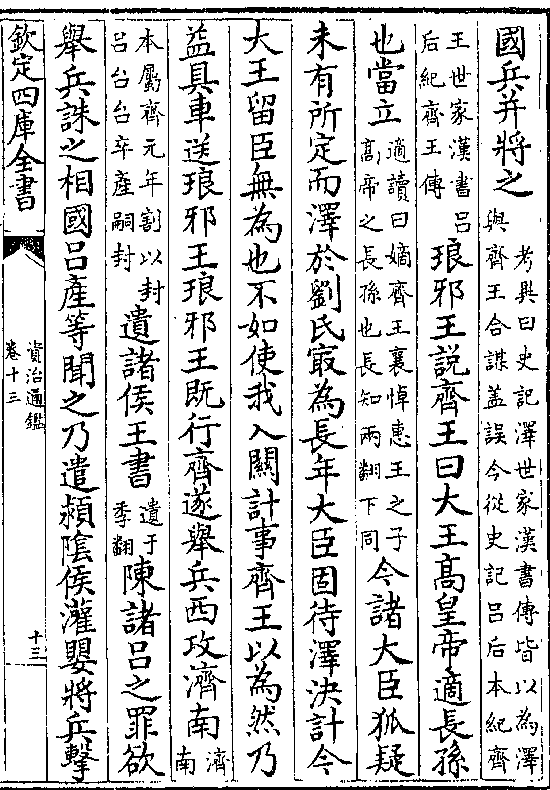 國兵并將之考異曰史記澤世家漢書傳皆以為澤與齊王合謀蓋誤今從史記呂后本紀齊
王世家漢書呂后紀齊王傳琅邪王説齊王曰大王髙皇帝適長孫
也當立適讀曰嫡齊王襄悼惠王之子髙帝之長孫也長知兩翻下同今諸大臣狐疑
未有所定而澤於劉氏㝡為長年大臣固待澤決計今
大王留臣無為也不如使我入關計事齊王以為然乃
益具車送琅邪王琅邪王既行齊遂舉兵西攻濟南濟南
本屬齊元年割以封呂台台卒産嗣封遺諸侯王書遺于季翻陳諸呂之罪欲
舉兵誅之相國呂産等聞之乃遣潁隂侯灌嬰將兵擊
欽定四庫全書
資治通鑑
卷十三
十三